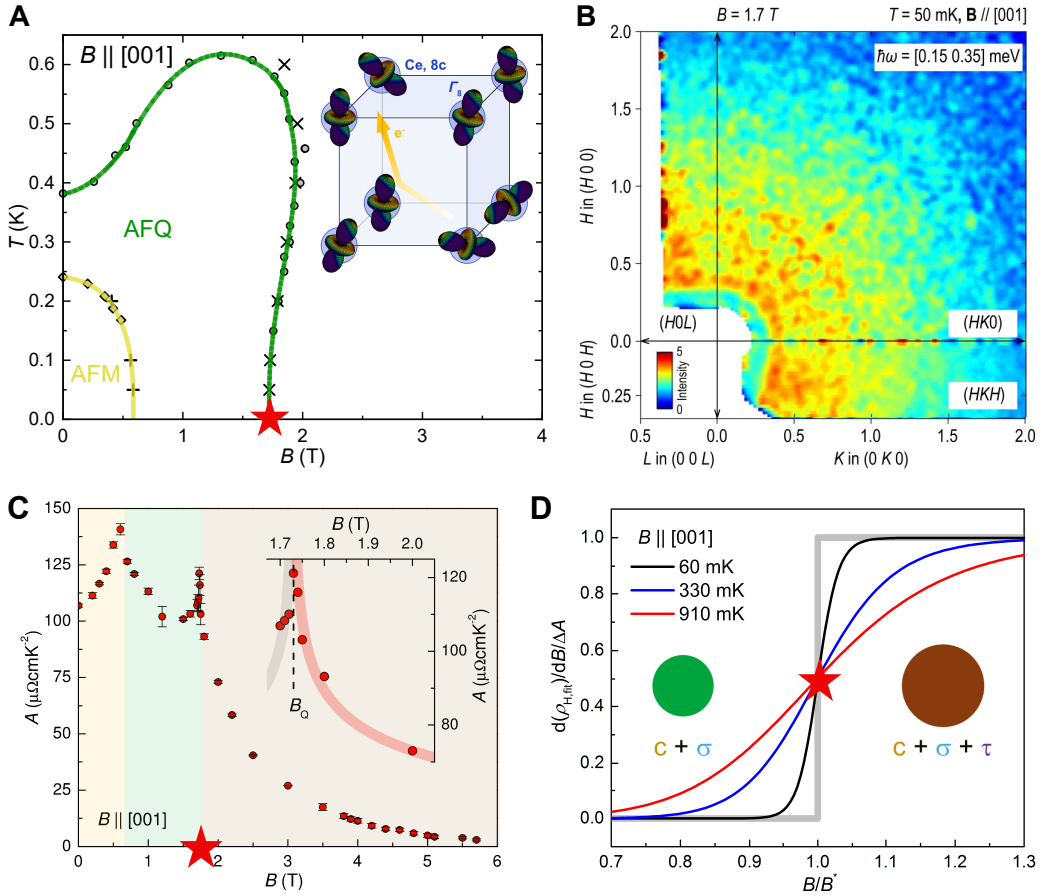 A
B || [001]
0.6
0.5
0.4
0.3
0.2
0.1
0.0
T (K)
AFQ
AFM
Ce, 8c
Γ₈
e⁻
0
1
2
3
4
B (T)
B
B = 1.7 T
T = 50 mK, B // [001]
ħω = [0.15 0.35] meV
2.0
1.5
1.0
0.5
0.0
0.25
H in (H 0 0)
H in (H 0 H)
(H0L)
(HK0)
(HKH)
5
0
Intensity
0.5
0.0
0.5
1.0
1.5
2.0
L in (0 0 L)
K in (0 K 0)
C
150
125
100
75
50
25
0
A (μΩcmK⁻²)
B (T)
1.7
1.8
2.0
120
100
80
A (μΩcmK⁻²)
B_Q
B || [001]
0
1
2
3
4
5
6
B (T)
D
B || [001]
60 mK
330 mK
910 mK
1.0
0.8
0.6
0.4
0.2
0.0
d(ρ_H,fit)/dB/ΔA
c + σ
c + σ + τ
0.7
0.8
0.9
1.0
1.1
1.2
1.3
B/B*